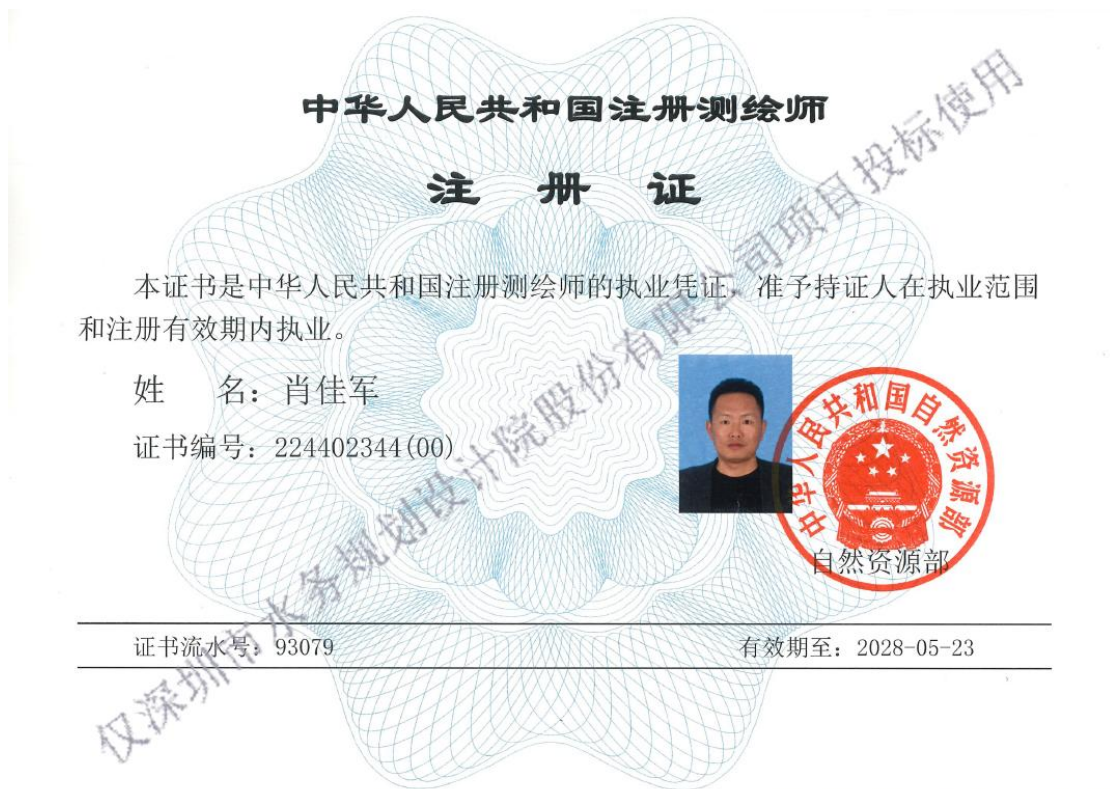 中华人民共和国注册测绘师
注 册 证
本证书是中华人民共和国注册测绘师的执业凭证，准予持证人在执业范围
和注册有效期内执业。
姓 名：肖佳军
证书编号：224402344(00)
中华人民共和国自然资源部
自然资源部
证书流水号：93079
有效期至：2028-05-23
仅深圳市水务规划设计院股份有限公司项目投标使用